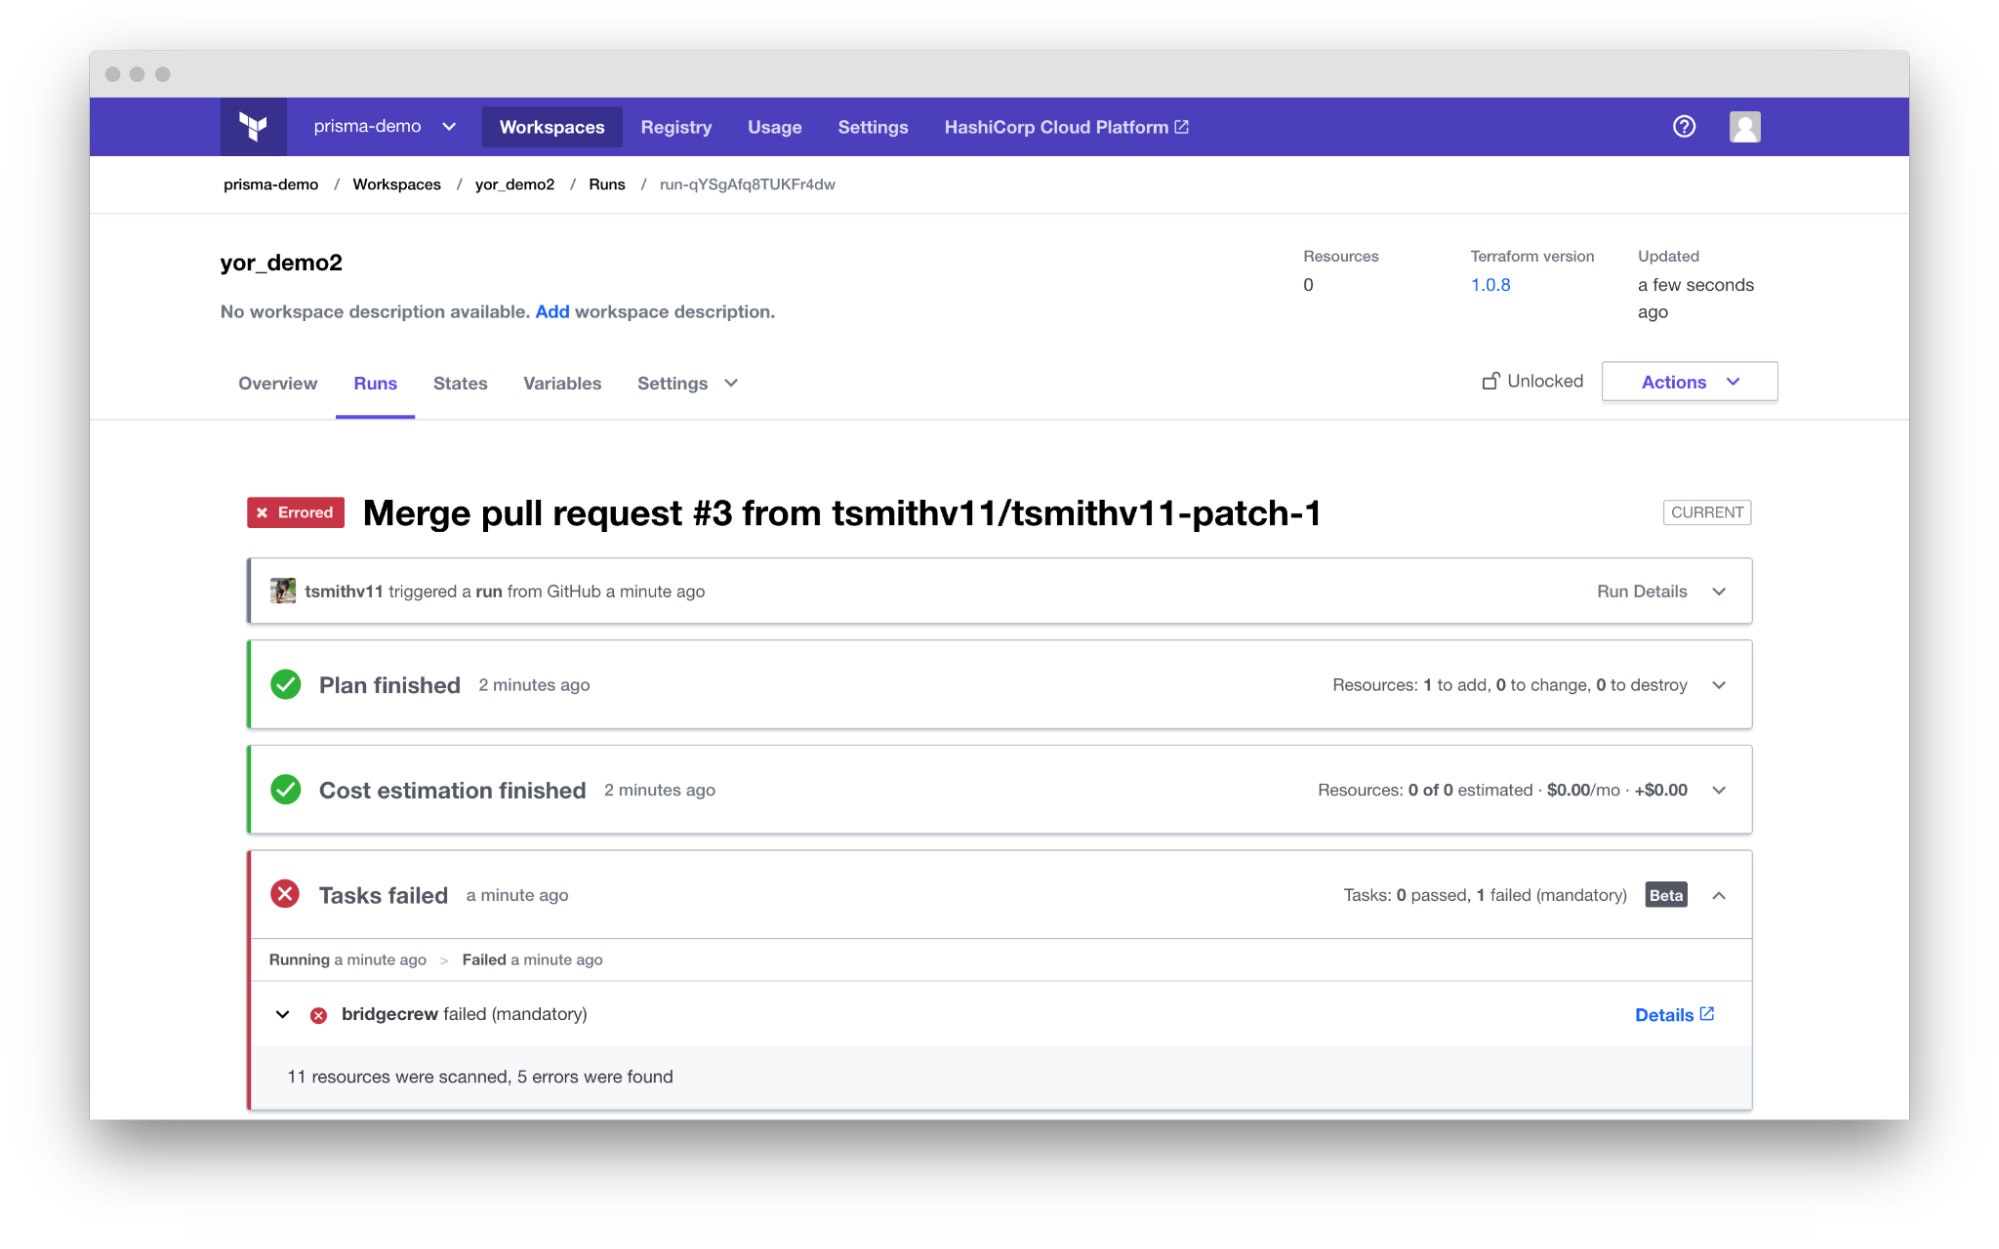 prisma-demo Workspaces Registry Usage Settings HashiCorp Cloud Platform
prisma-demo / Workspaces / yor_demo2 / Runs / run-qYSgAfq8TUKFr4dw
yor_demo2
No workspace description available. Add workspace description.
Resources
0
Terraform version
1.0.8
Updated
a few seconds
ago
Overview Runs States Variables Settings
Unlocked Actions
Errored Merge pull request #3 from tsmithv11/tsmithv11-patch-1 CURRENT
tsmithv11 triggered a run from GitHub a minute ago Run Details
Plan finished 2 minutes ago Resources: 1 to add, 0 to change, 0 to destroy
Cost estimation finished 2 minutes ago Resources: 0 of 0 estimated · $0.00/mo · +$0.00
Tasks failed a minute ago Tasks: 0 passed, 1 failed (mandatory) Beta
Running a minute ago > Failed a minute ago
bridgecrew failed (mandatory) Details
11 resources were scanned, 5 errors were found